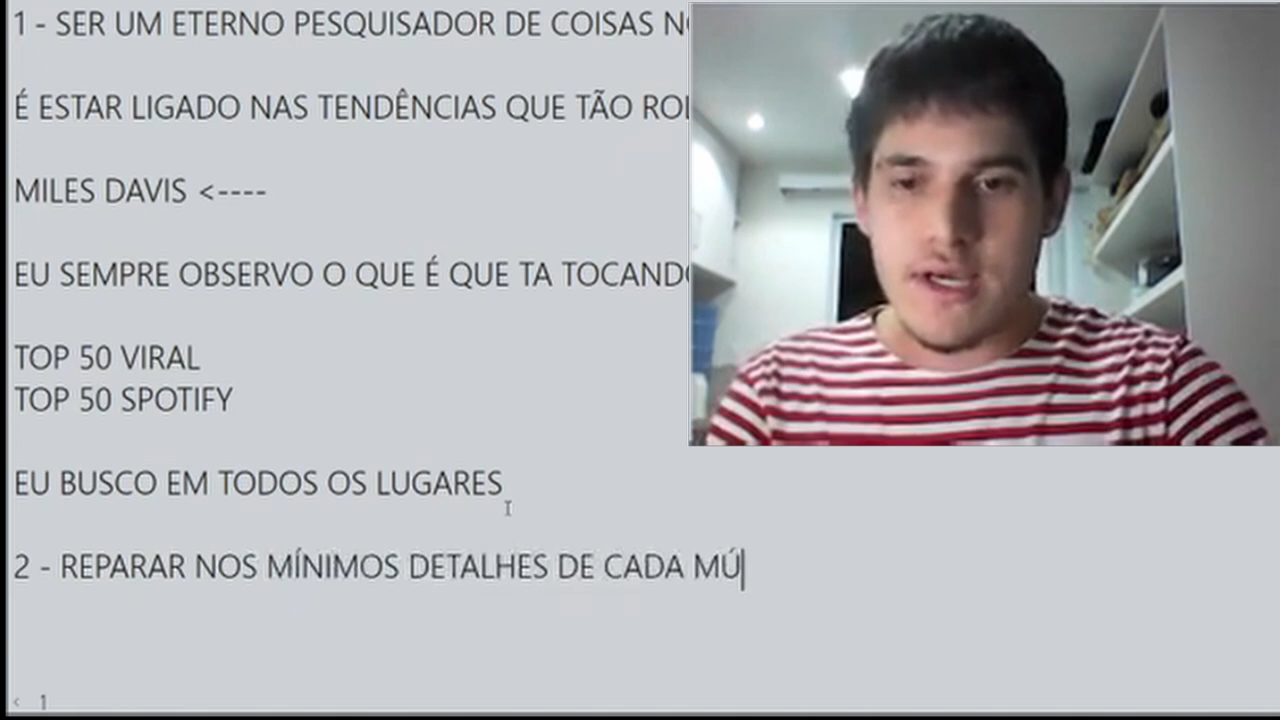 1 - SER UM ETERNO PESQUISADOR DE COISAS
É ESTAR LIGADO NAS TENDÊNCIAS QUE TÃO
MILES DAVIS <----
EU SEMPRE OBSERVO O QUE É QUE TA TOCANDO
TOP 50 VIRAL
TOP 50 SPOTIFY
EU BUSCO EM TODOS OS LUGARES
2 - REPARAR NOS MÍNIMOS DETALHES DE CADA MÚ
< 1